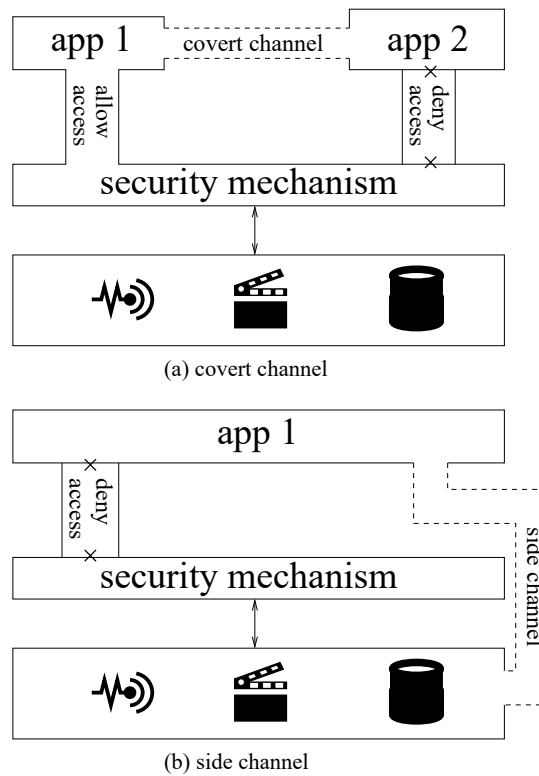 app 1
covert channel
app 2
allow
access
deny
access
security mechanism
(a) covert channel
app 1
deny
access
side channel
security mechanism
(b) side channel